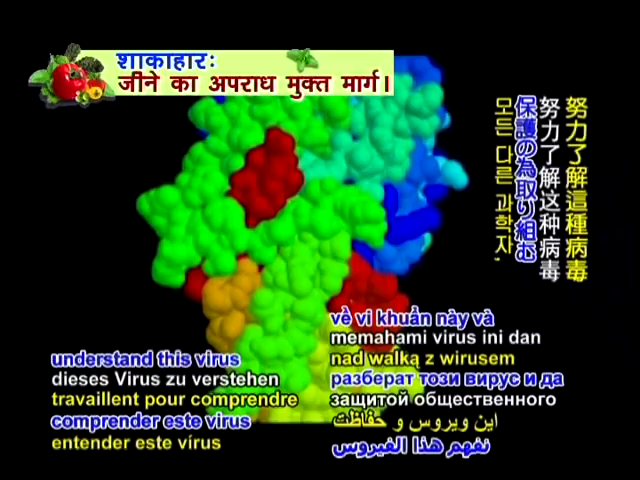 शाकाहार:
जीने का अपराध मुक्त मार्ग।
努力了解這種病毒
努力了解这种病毒
保護の為取り組む
모든 다른 과학자,
understand this virus
dieses Virus zu verstehen
travaillent pour comprendre
comprender este virus
entender este vírus
về vi khuẩn này và
memahami virus ini dan
nad walką z wirusem
разберат този вирус и да
защитой общественного
این ویروس و حفاظت
نفهم هذا الفيروس